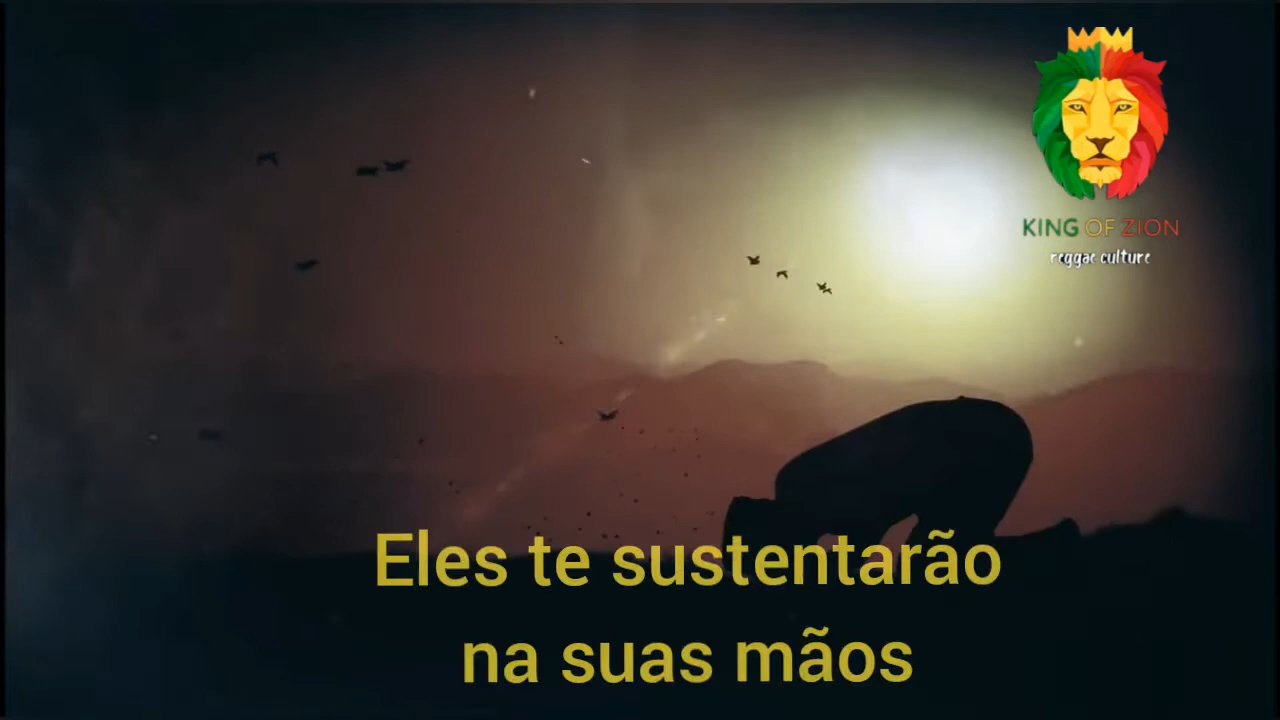 KING OF ZION
reggae culture
Eles te sustentarão
na suas mãos